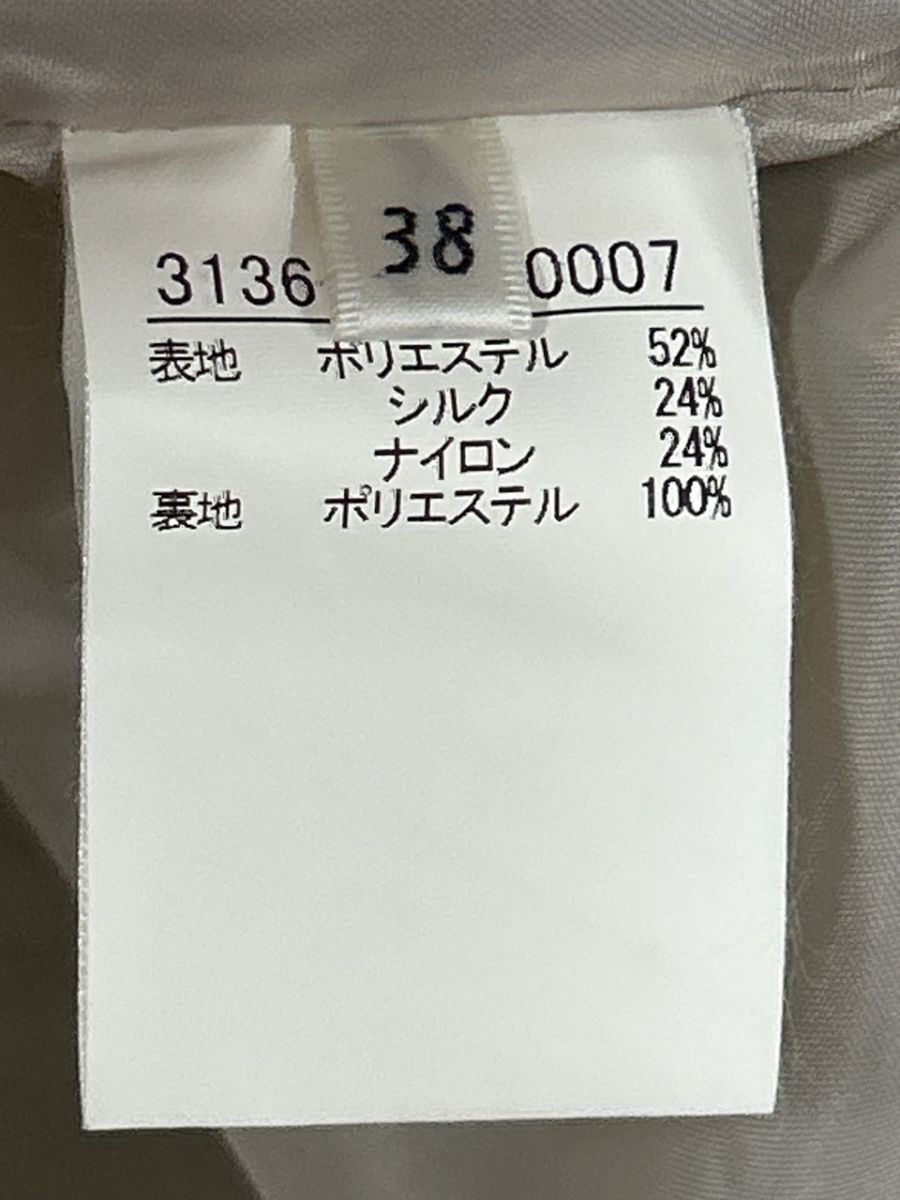 38
3136 0007
表地 ポリエステル 52%
シルク 24%
ナイロン 24%
裏地 ポリエステル 100%